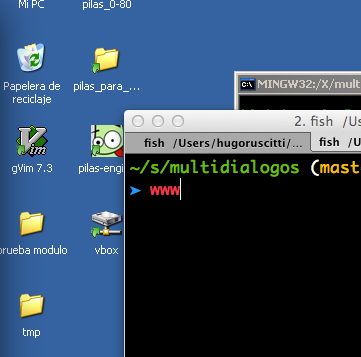 Mi PC
pilas_0-80
Papelera de
reciclaje
pilas_para_...
MINGW32:/X/mult
2. fish /U
fish /Users/hugoruscitti/...
fish /Us
~/s/multidialogos (mast
➤ www
gVim 7.3
pilas-engi
prueba modulo
vbox
tmp